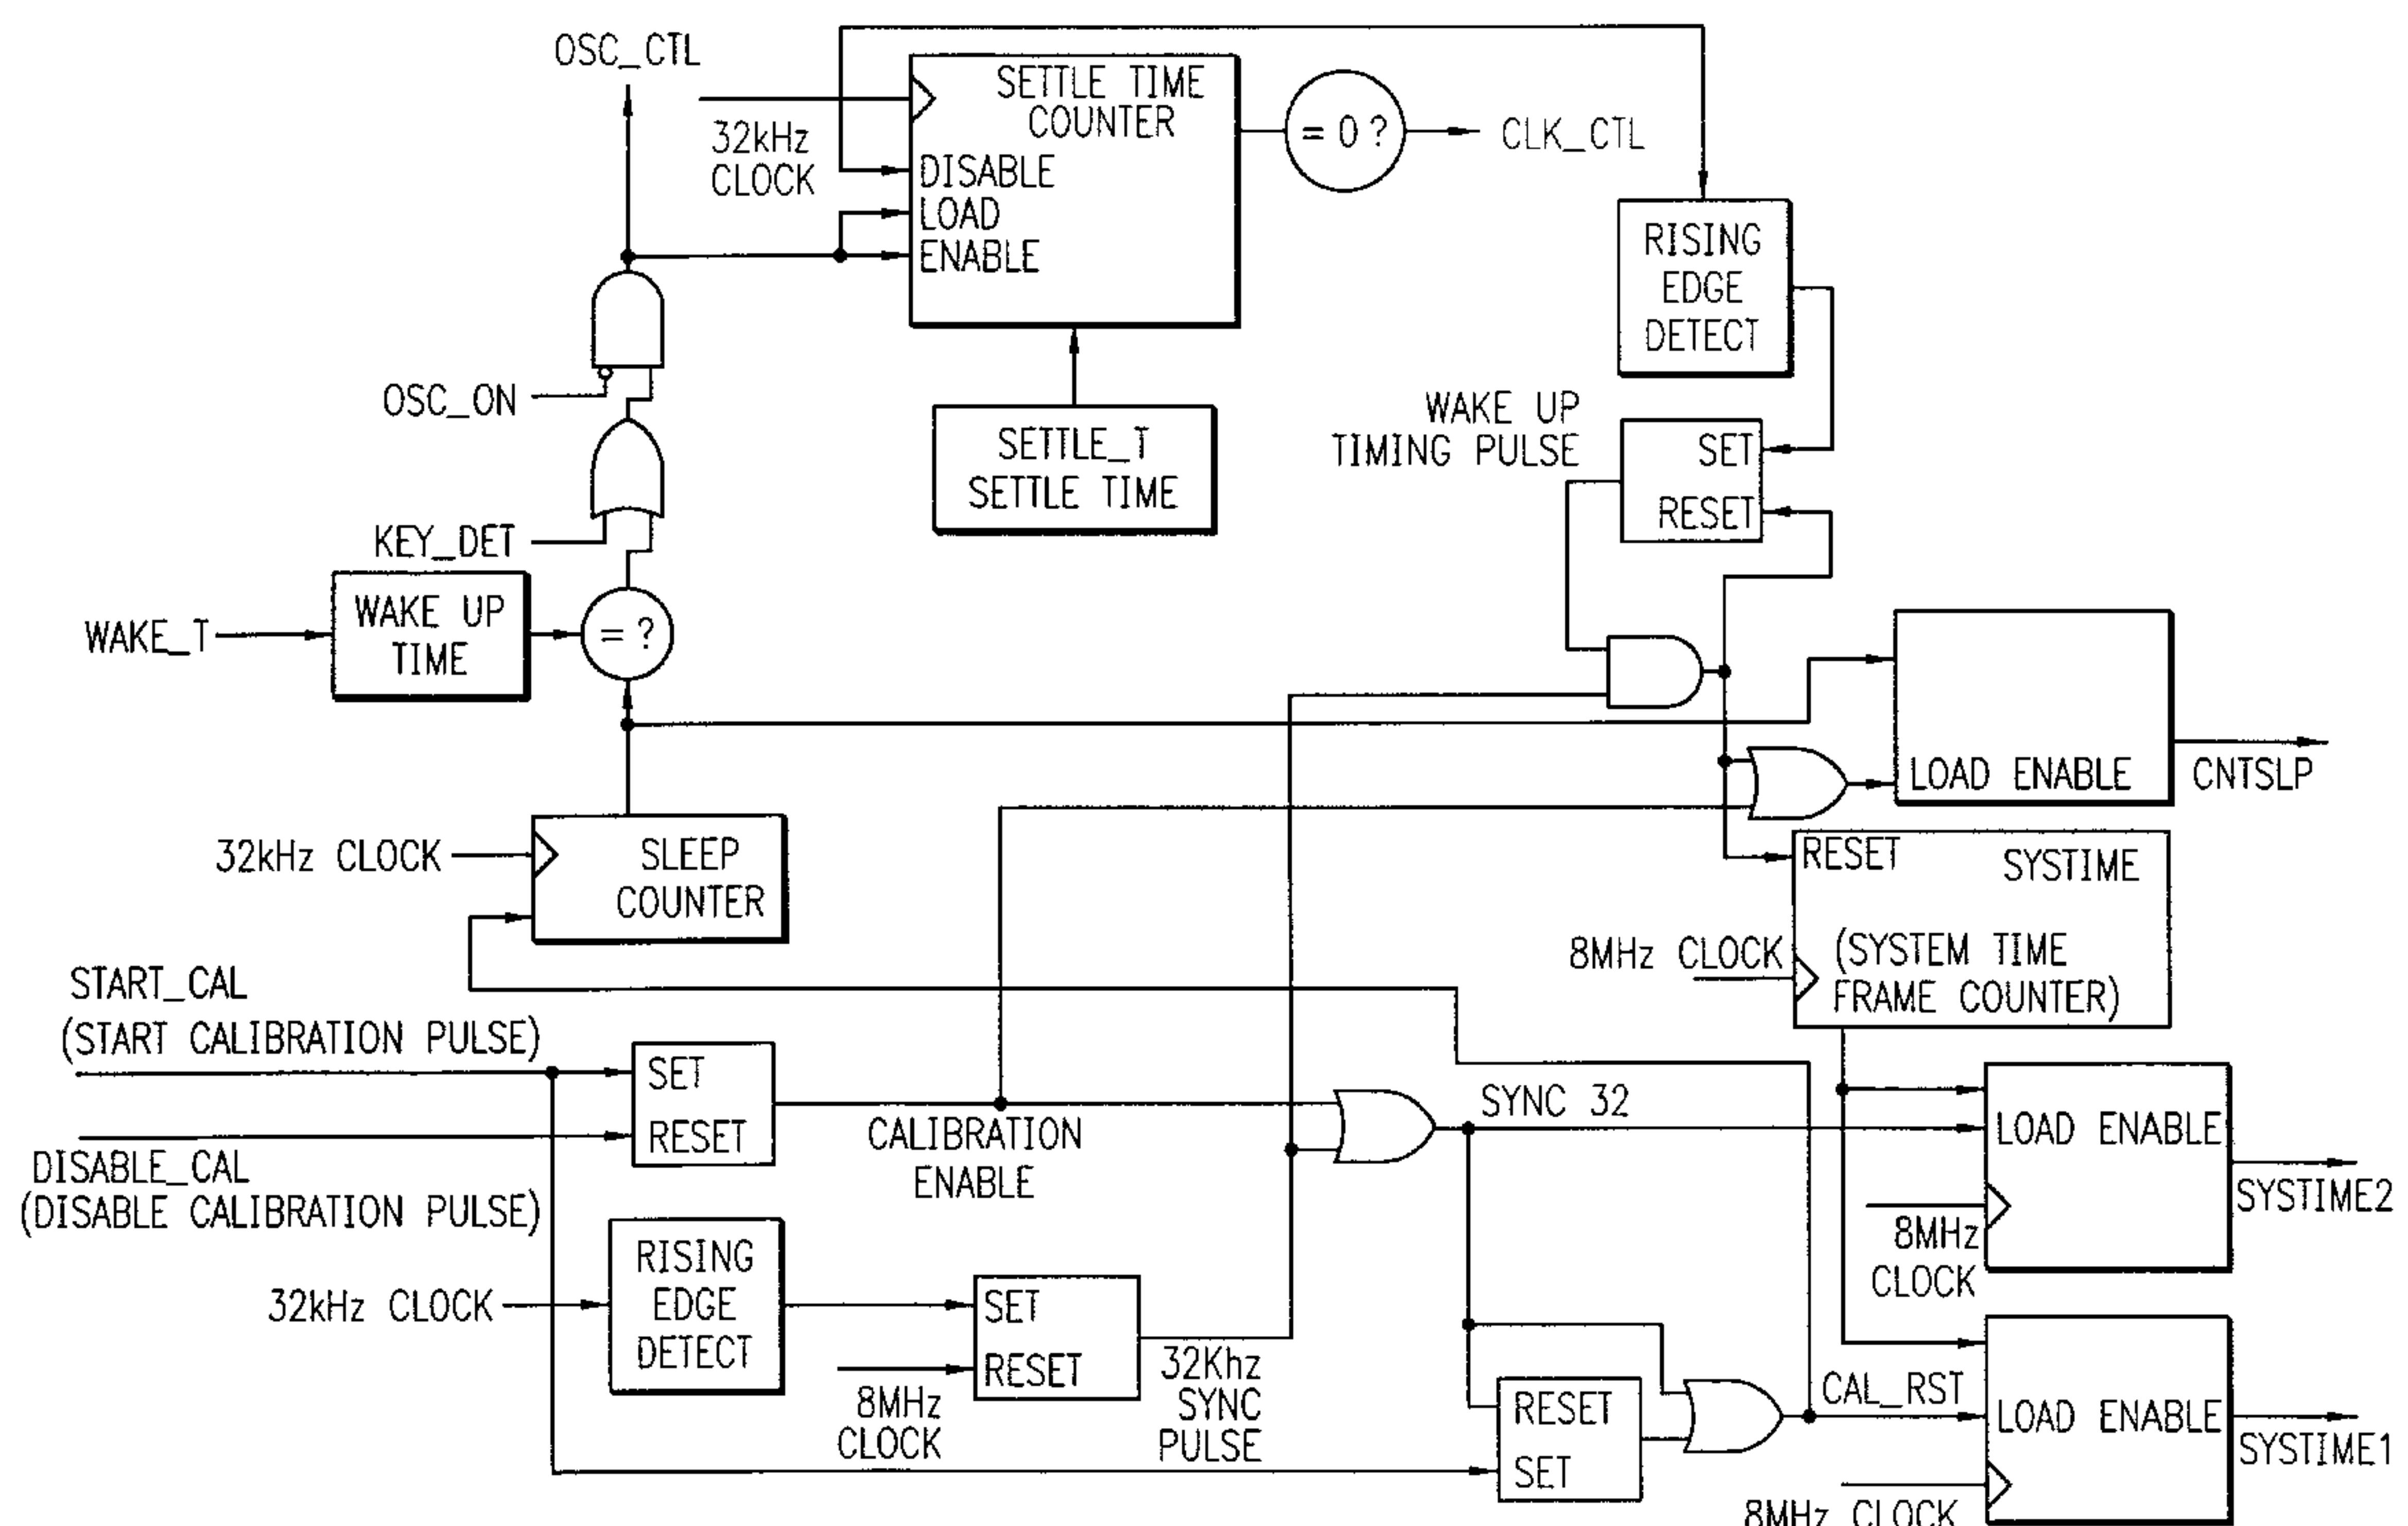 OSC_CTL
SETTLE TIME
COUNTER
= 0 ?
CLK_CTL
32kHz
CLOCK
DISABLE
LOAD
ENABLE
RISING
EDGE
DETECT
OSC_ON
SETTLE_T
SETTLE TIME
WAKE UP
TIMING PULSE
SET
RESET
KEY_DET
WAKE_T
WAKE UP
TIME
= ?
LOAD ENABLE
CNTSLP
32kHz CLOCK
SLEEP
COUNTER
RESET
SYSTIME
8MHz CLOCK
(SYSTEM TIME
FRAME COUNTER)
START_CAL
(START CALIBRATION PULSE)
SET
RESET
DISABLE_CAL
(DISABLE CALIBRATION PULSE)
CALIBRATION
ENABLE
SYNC 32
LOAD ENABLE
SYSTIME2
8MHz
CLOCK
32kHz CLOCK
RISING
EDGE
DETECT
SET
RESET
8MHz
CLOCK
32Khz
SYNC
PULSE
RESET
SET
CAL_RST
LOAD ENABLE
SYSTIME1
8MHz CLOCK